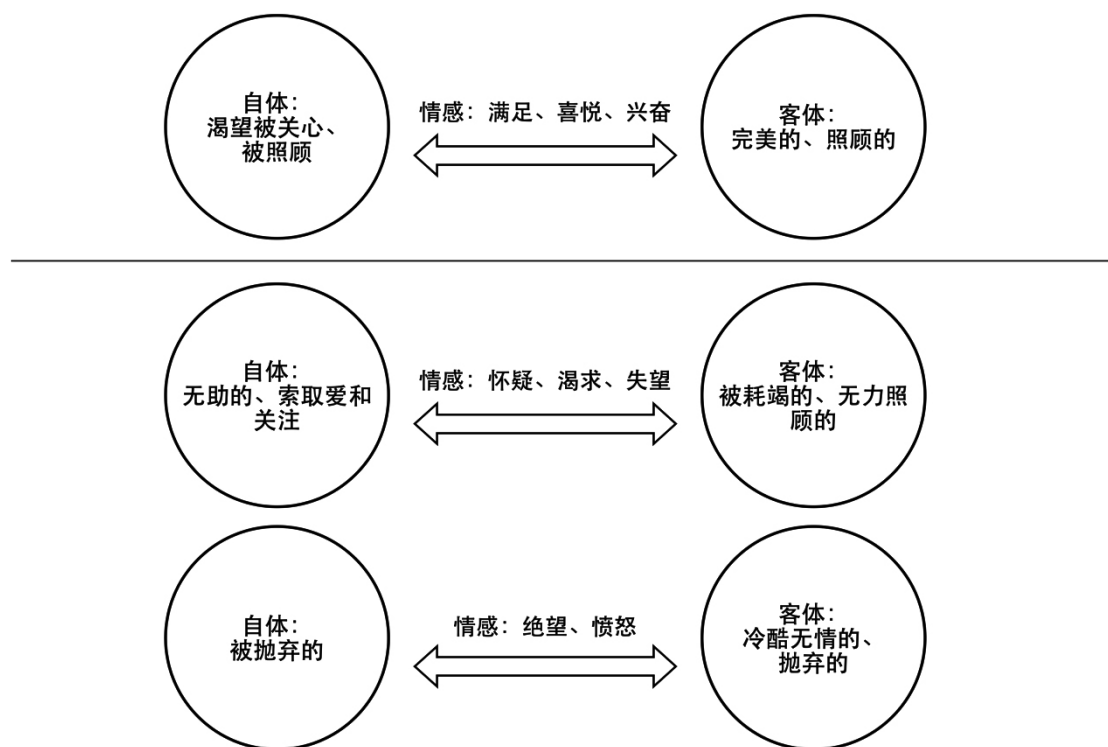 自体：
渴望被关心、
被照顾
情感：满足、喜悦、兴奋
客体：
完美的、照顾的
自体：
无助的、索取爱和
关注
情感：怀疑、渴求、失望
客体：
被耗竭的、无力照
顾的
自体：
被抛弃的
情感：绝望、愤怒
客体：
冷酷无情的、
抛弃的